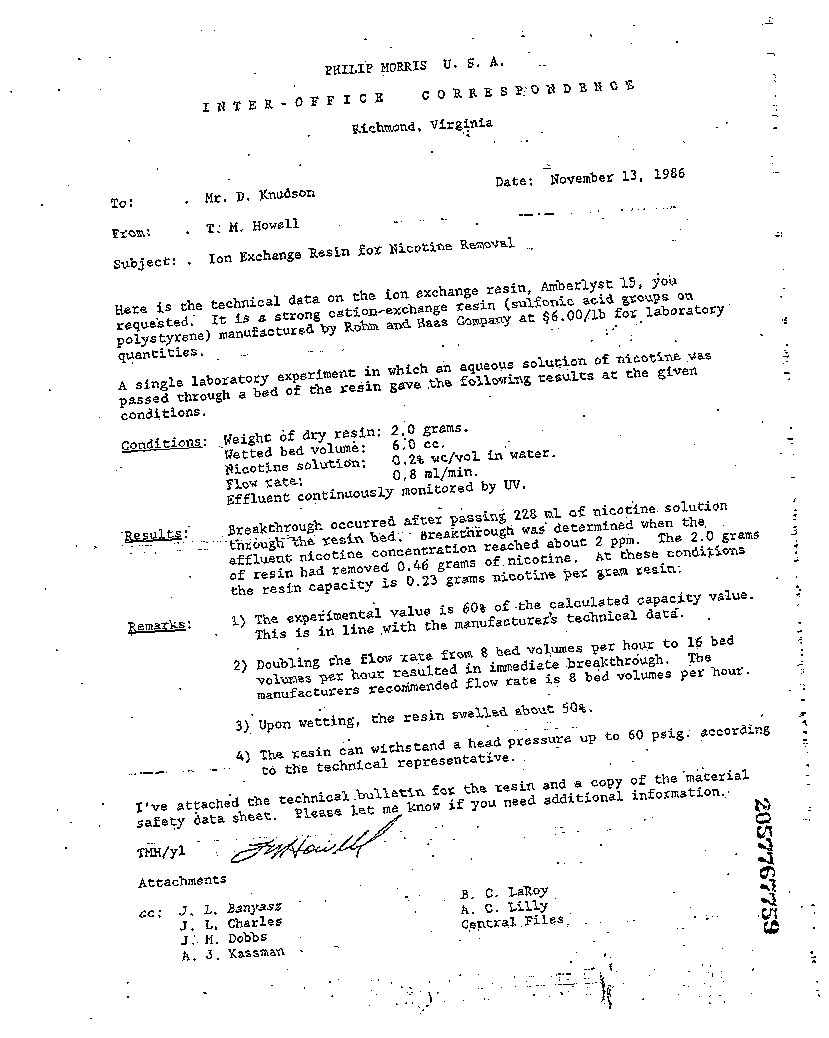 PHILIP MORRIS U. S. A.
INTER-OFFICE CORRESPONDENCE
Richmond, Virginia
To: Mr. D. Knudson Date: November 13, 1986
From: T. M. Howell
Subject: Ion Exchange Resin for Nicotine Removal
Here is the technical data on the ion exchange resin, Amberlyst 15, you
requested. It is a strong cation-exchange resin (sulfonic acid groups on
polystyrene) manufactured by Rohm and Haas Company at $6.00/lb for laboratory
quantities.
A single laboratory experiment in which an aqueous solution of nicotine was
passed through a bed of the resin gave the following results at the given
conditions.
Conditions: Weight of dry resin: 2.0 grams.
Wetted bed volume: 6.0 cc.
Nicotine solution: 0.2% wt/vol in water.
Flow rate: 0.8 ml/min.
Effluent continuously monitored by UV.
Results: Breakthrough occurred after passing 228 ml of nicotine solution
through the resin bed. Breakthrough was determined when the
effluent nicotine concentration reached about 2 ppm. The 2.0 grams
of resin had removed 0.46 grams of nicotine. At these conditions
the resin capacity is 0.23 grams nicotine per gram resin.
Remarks: 1) The experimental value is 60% of the calculated capacity value.
This is in line with the manufacturer's technical data.
2) Doubling the flow rate from 8 bed volumes per hour to 16 bed
volumes per hour resulted in immediate breakthrough. The
manufacturers recommended flow rate is 8 bed volumes per hour.
3) Upon wetting, the resin swelled about 50%.
4) The resin can withstand a head pressure up to 60 psig. according
to the technical representative.
I've attached the technical bulletin for the resin and a copy of the material
safety data sheet. Please let me know if you need additional information.
TMH/yl TMHowell
Attachments
cc: J. L. Banyasz B. C. LaRoy
J. L. Charles A. C. Lilly
J. M. Dobbs Central Files
A. J. Kassman
2057767759